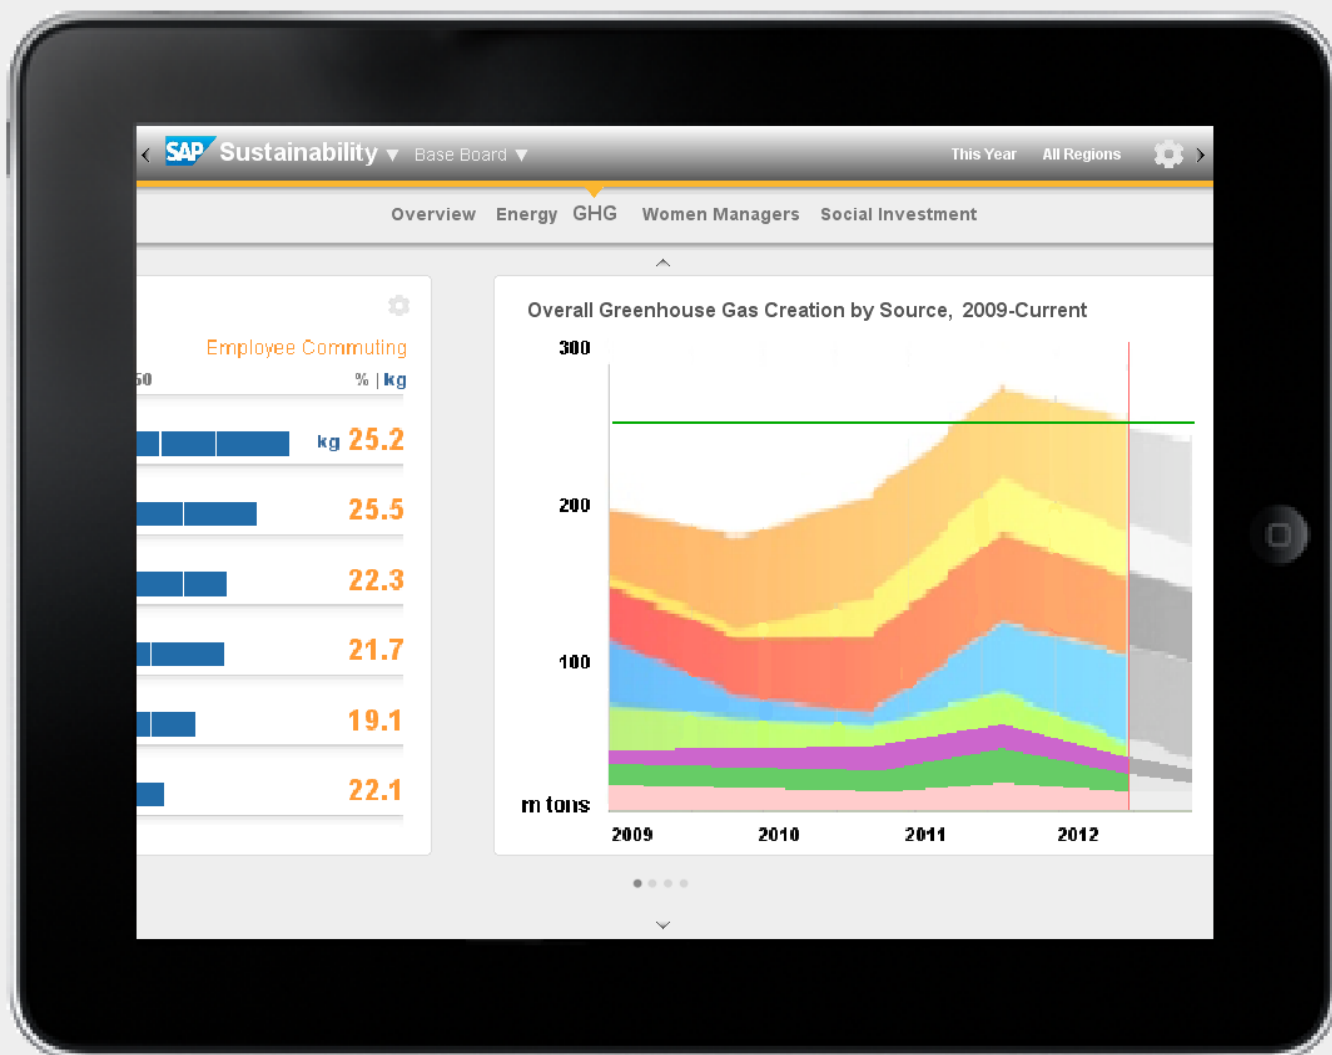 SAP Sustainability Base Board This Year All Regions
Overview Energy GHG Women Managers Social Investment
Employee Commuting
% | kg
kg 25.2
25.5
22.3
21.7
19.1
22.1
Overall Greenhouse Gas Creation by Source, 2009-Current
300
200
100
m tons
2009 2010 2011 2012